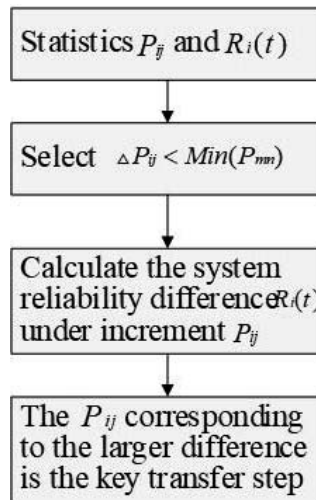 Statistics P_ij and R_i(t)
Select △P_ij < Min(P_mn)
Calculate the system
reliability difference R_i(t)
under increment P_ij
The P_ij corresponding
to the larger difference
is the key transfer step